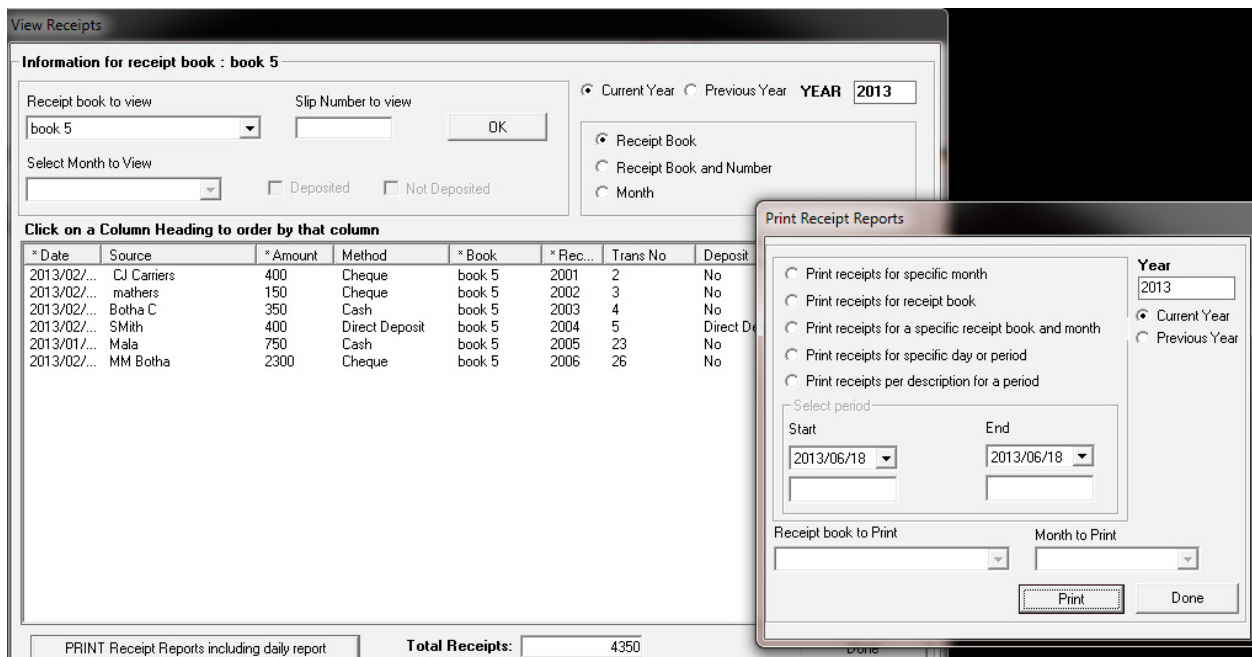 View Receipts
Information for receipt book : book 5
Receipt book to view
Slip Number to view
book 5
OK
Select Month to View
Deposited
Not Deposited
Current Year
Previous Year
YEAR
2013
Receipt Book
Receipt Book and Number
Month
Click on a Column Heading to order by that column
* Date Source * Amount Method * Book * Rec... Trans No Deposit
2013/02/... CJ Carriers 400 Cheque book 5 2001 2 No
2013/02/... mathers 150 Cheque book 5 2002 3 No
2013/02/... Botha C 350 Cash book 5 2003 4 No
2013/02/... SMith 400 Direct Deposit book 5 2004 5 Direct De
2013/01/... Mala 750 Cash book 5 2005 23 No
2013/02/... MM Botha 2300 Cheque book 5 2006 26 No
PRINT Receipt Reports including daily report
Total Receipts:
4350
Done
Print Receipt Reports
Print receipts for specific month
Print receipts for receipt book
Print receipts for a specific receipt book and month
Print receipts for specific day or period
Print receipts per description for a period
Year
2013
Current Year
Previous Year
Select period
Start
End
2013/06/18
2013/06/18
Receipt book to Print
Month to Print
Print
Done